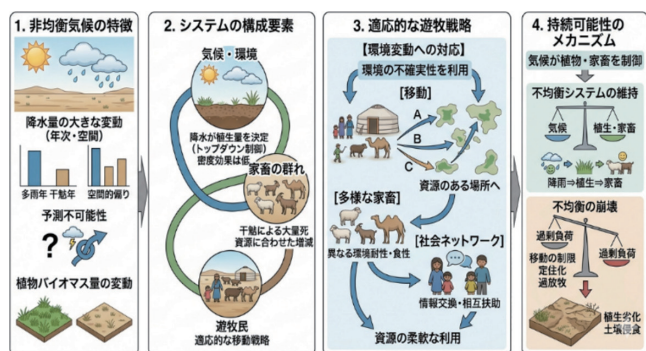 1. 非均衡気候の特徴
降水量の大きな変動
(年次・空間)
多雨年 干魃年 空間的偏り
予測不可能性
?
植物バイオマス量の変動
2. システムの構成要素
気候・環境
降水が植生量を決定
(トップダウン制御)
密度効果は低
家畜の群れ
干魃による大量死
資源に合わせた増減
遊牧民
適応的な移動戦略
3. 適応的な遊牧戦略
【環境変動への対応】
環境の不確実性を利用
[移動]
A
B
C
資源のある場所へ
[多様な家畜]
異なる環境耐性・食性
[社会ネットワーク]
情報交換・相互扶助
資源の柔軟な利用
4. 持続可能性の
メカニズム
気候が植物・家畜を制御
不均衡システムの維持
気候 植生・家畜
降雨⇒植生⇒家畜
不均衡の崩壊
過剰負荷
移動の制限
定住化
過放牧
過剰負荷
植生劣化
土壌侵食